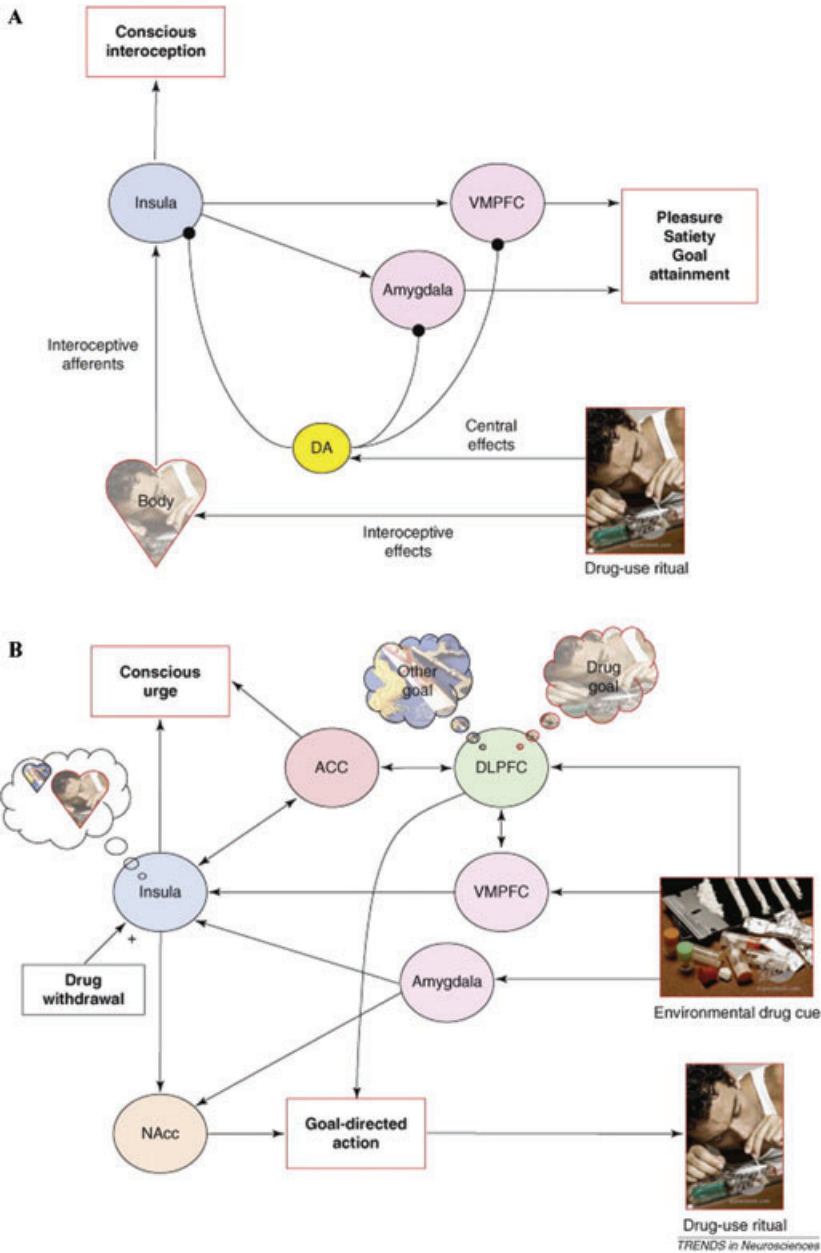 A
Conscious
interoception
Insula
VMPFC
Pleasure
Satiety
Goal
attainment
Amygdala
Interoceptive
afferents
DA
Central
effects
Body
Interoceptive
effects
Drug-use ritual
B
Conscious
urge
Other
goal
Drug
goal
ACC
DLPFC
Insula
VMPFC
+
Drug
withdrawal
Amygdala
Environmental drug cue
NAcc
Goal-directed
action
Drug-use ritual
TRENDS in Neurosciences